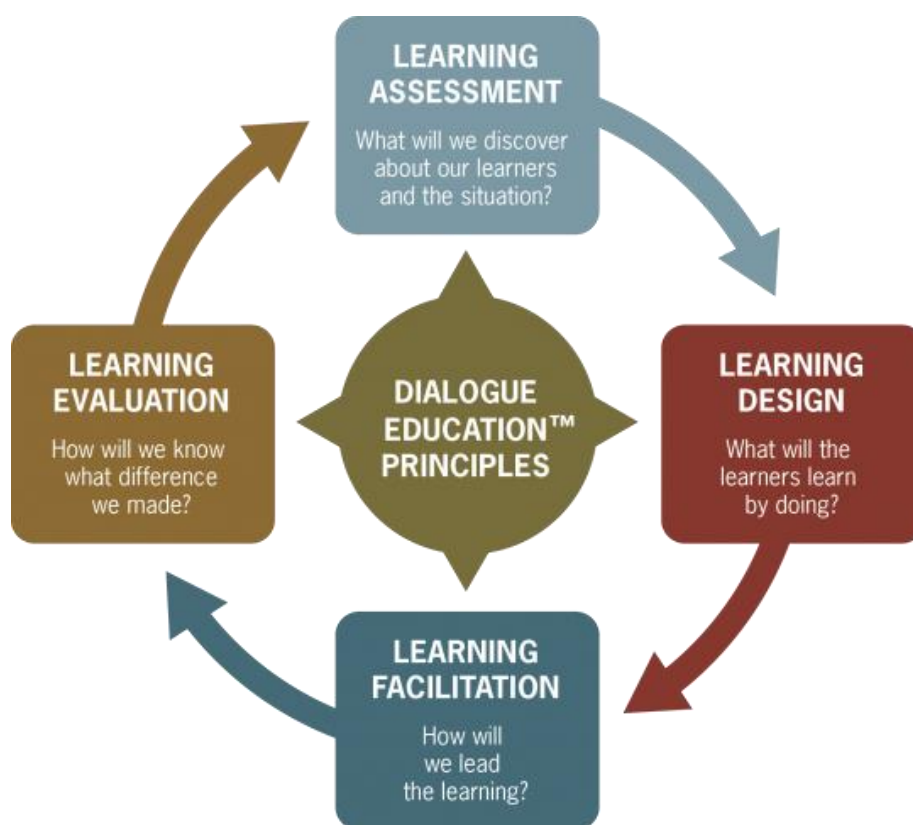 LEARNING
ASSESSMENT
What will we discover
about our learners
and the situation?
LEARNING
EVALUATION
How will we know
what difference
we made?
DIALOGUE
EDUCATION™
PRINCIPLES
LEARNING
DESIGN
What will the
learners learn
by doing?
LEARNING
FACILITATION
How will
we lead
the learning?